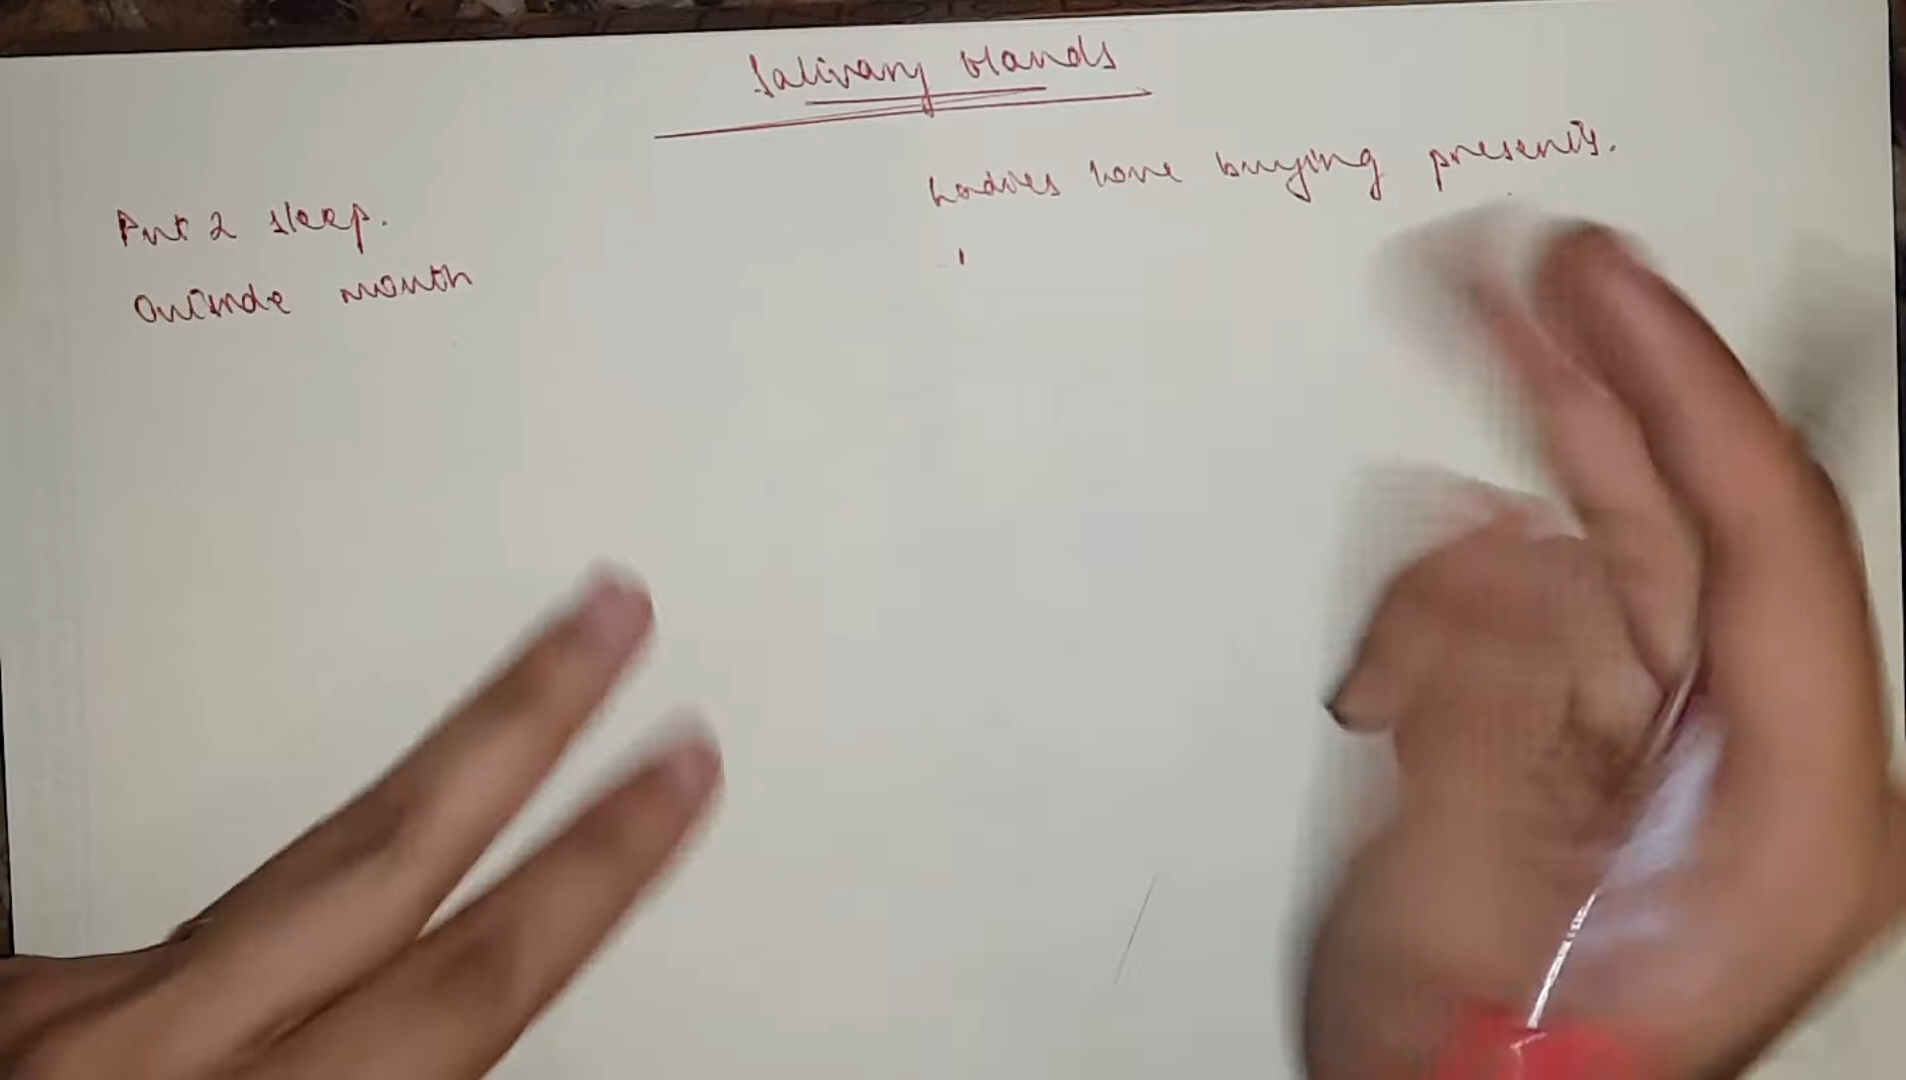 Salivary Glands
Put 2 sleep.
Outside mouth
Ladies love buying presents.